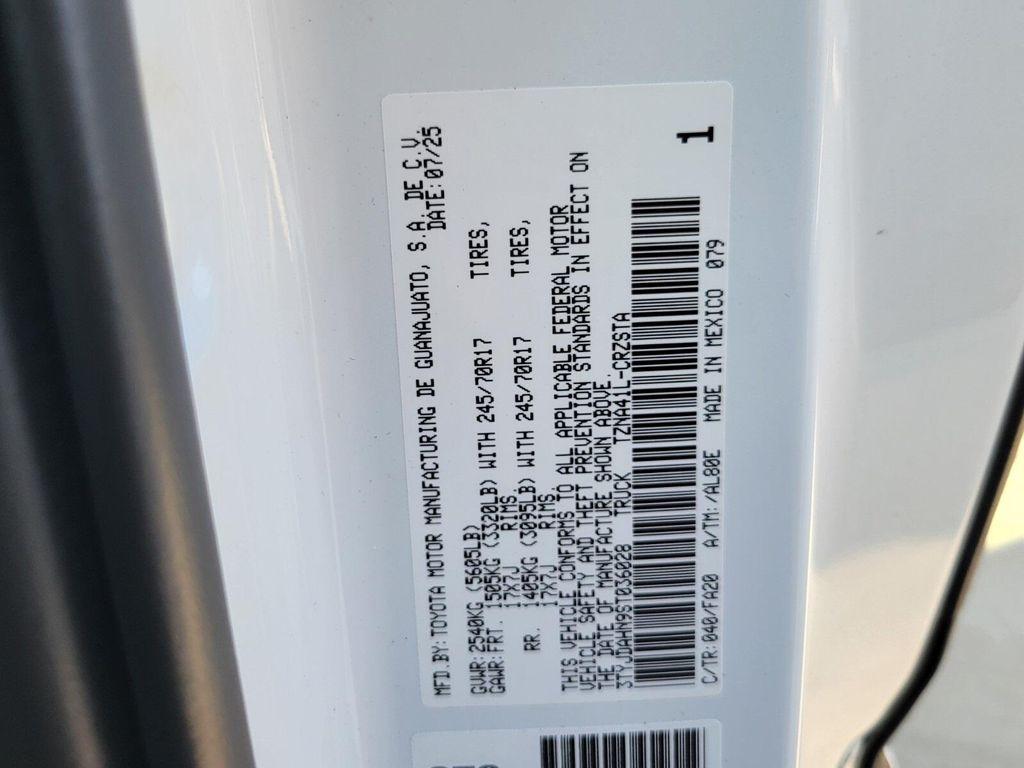 MFD.BY:TOYOTA MOTOR MANUFACTURING DE GUANAJUATO, S.A. DE C.V.
DATE:07/25
GVWR:2540KG (5605LB)
GAWR:FRT. 1505KG (3320LB) WITH 245/70R17 TIRES,
17X7J RIMS,
RR. 1405KG (3095LB) WITH 245/70R17 TIRES,
17X7J RIMS,
THIS VEHICLE CONFORMS TO ALL APPLICABLE FEDERAL MOTOR
VEHICLE SAFETY AND THEFT PREVENTION STANDARDS IN EFFECT ON
THE DATE OF MANUFACTURE SHOWN ABOVE.
3TYJDAHN9ST036028 TRUCK TZNA41L-CRZSTA
1
C/TR:040/FA20 A/TM:/AL80E MADE IN MEXICO 079